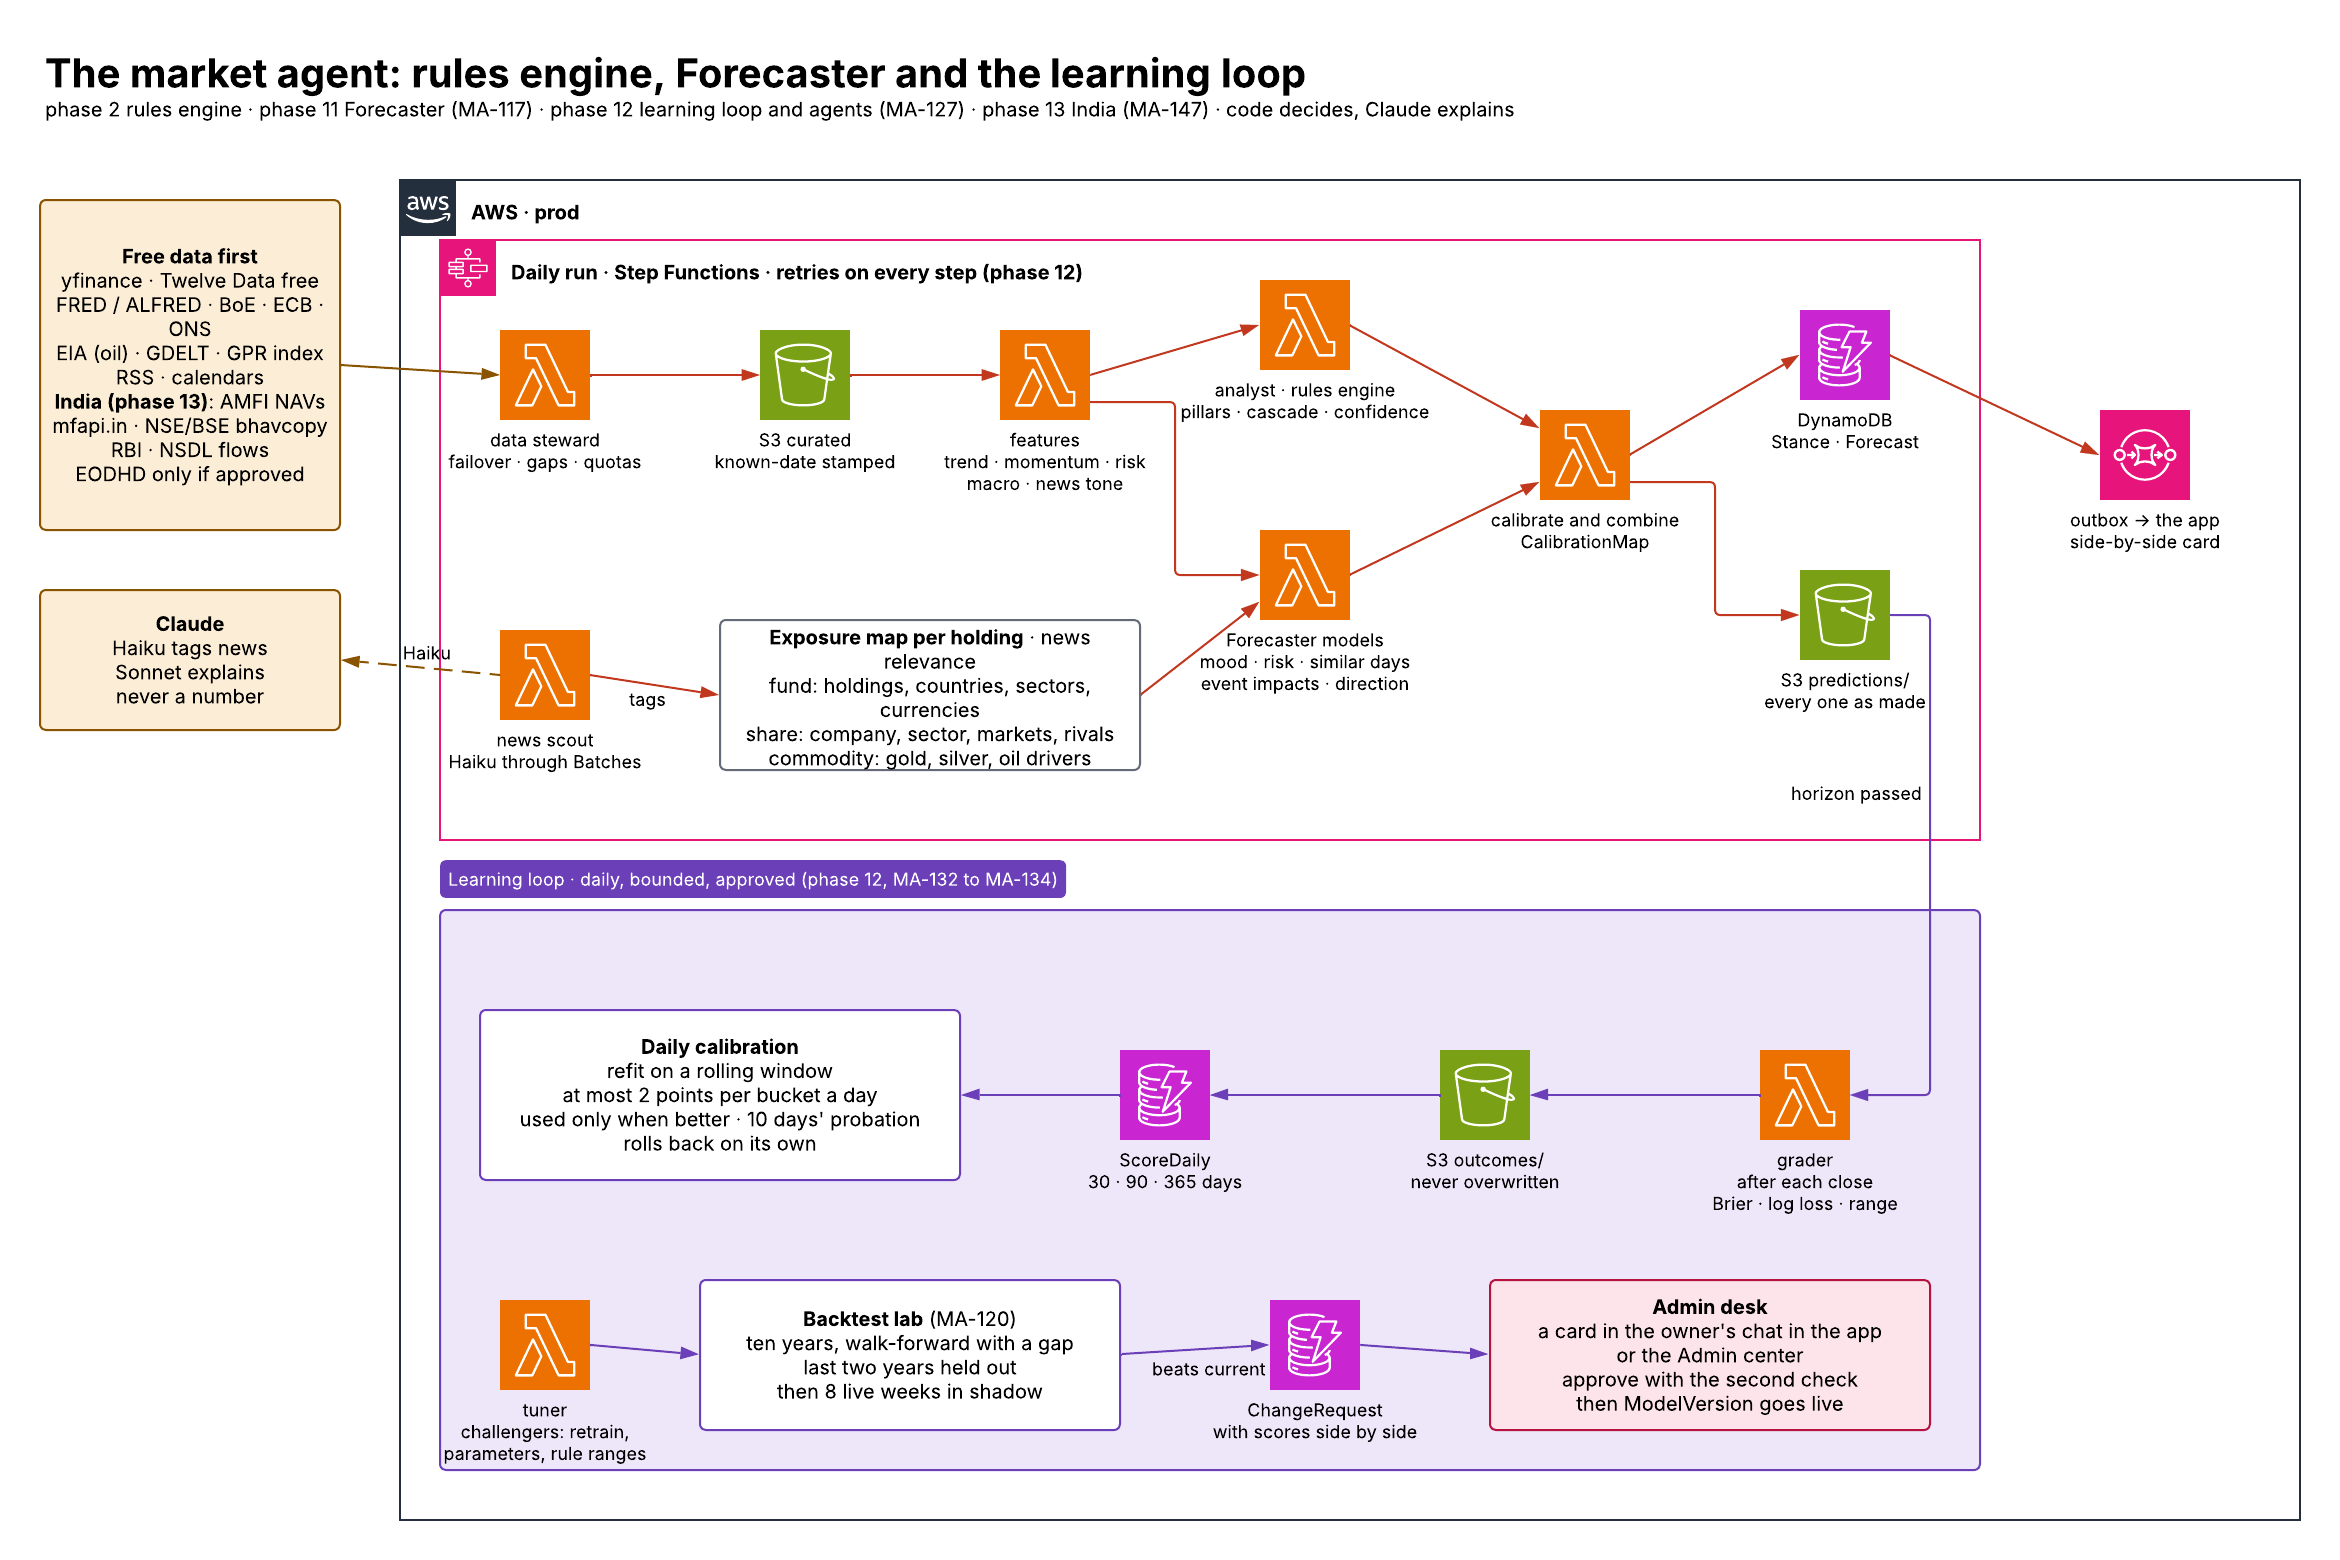 The market agent: rules engine, Forecaster and the learning loop
phase 2 rules engine · phase 11 Forecaster (MA-117) · phase 12 learning loop and agents (MA-127) · phase 13 India (MA-147) · code decides, Claude explains
aws
AWS · prod
Free data first
yfinance · Twelve Data free
FRED / ALFRED · BoE · ECB ·
ONS
EIA (oil) · GDELT · GPR index
RSS · calendars
India (phase 13): AMFI NAVs
mfapi.in · NSE/BSE bhavcopy
RBI · NSDL flows
EODHD only if approved
Claude
Haiku tags news
Sonnet explains
never a number
Haiku
Daily run · Step Functions · retries on every step (phase 12)
data steward
failover · gaps · quotas
S3 curated
known-date stamped
features
trend · momentum · risk
macro · news tone
analyst · rules engine
pillars · cascade · confidence
calibrate and combine
CalibrationMap
DynamoDB
Stance · Forecast
outbox → the app
side-by-side card
news scout
Haiku through Batches
tags
Exposure map per holding · news
relevance
fund: holdings, countries, sectors,
currencies
share: company, sector, markets, rivals
commodity: gold, silver, oil drivers
Forecaster models
mood · risk · similar days
event impacts · direction
S3 predictions/
every one as made
horizon passed
Learning loop · daily, bounded, approved (phase 12, MA-132 to MA-134)
Daily calibration
refit on a rolling window
at most 2 points per bucket a day
used only when better · 10 days' probation
rolls back on its own
ScoreDaily
30 · 90 · 365 days
S3 outcomes/
never overwritten
grader
after each close
Brier · log loss · range
tuner
challengers: retrain,
parameters, rule ranges
Backtest lab (MA-120)
ten years, walk-forward with a gap
last two years held out
then 8 live weeks in shadow
beats current
ChangeRequest
with scores side by side
Admin desk
a card in the owner's chat in the app
or the Admin center
approve with the second check
then ModelVersion goes live